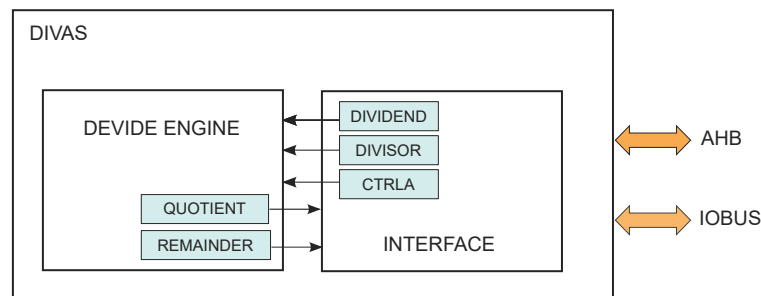 DIVAS
DEVIDE ENGINE
DIVIDEND
DIVISOR
CTRLA
QUOTIENT
REMAINDER
INTERFACE
AHB
IOBUS